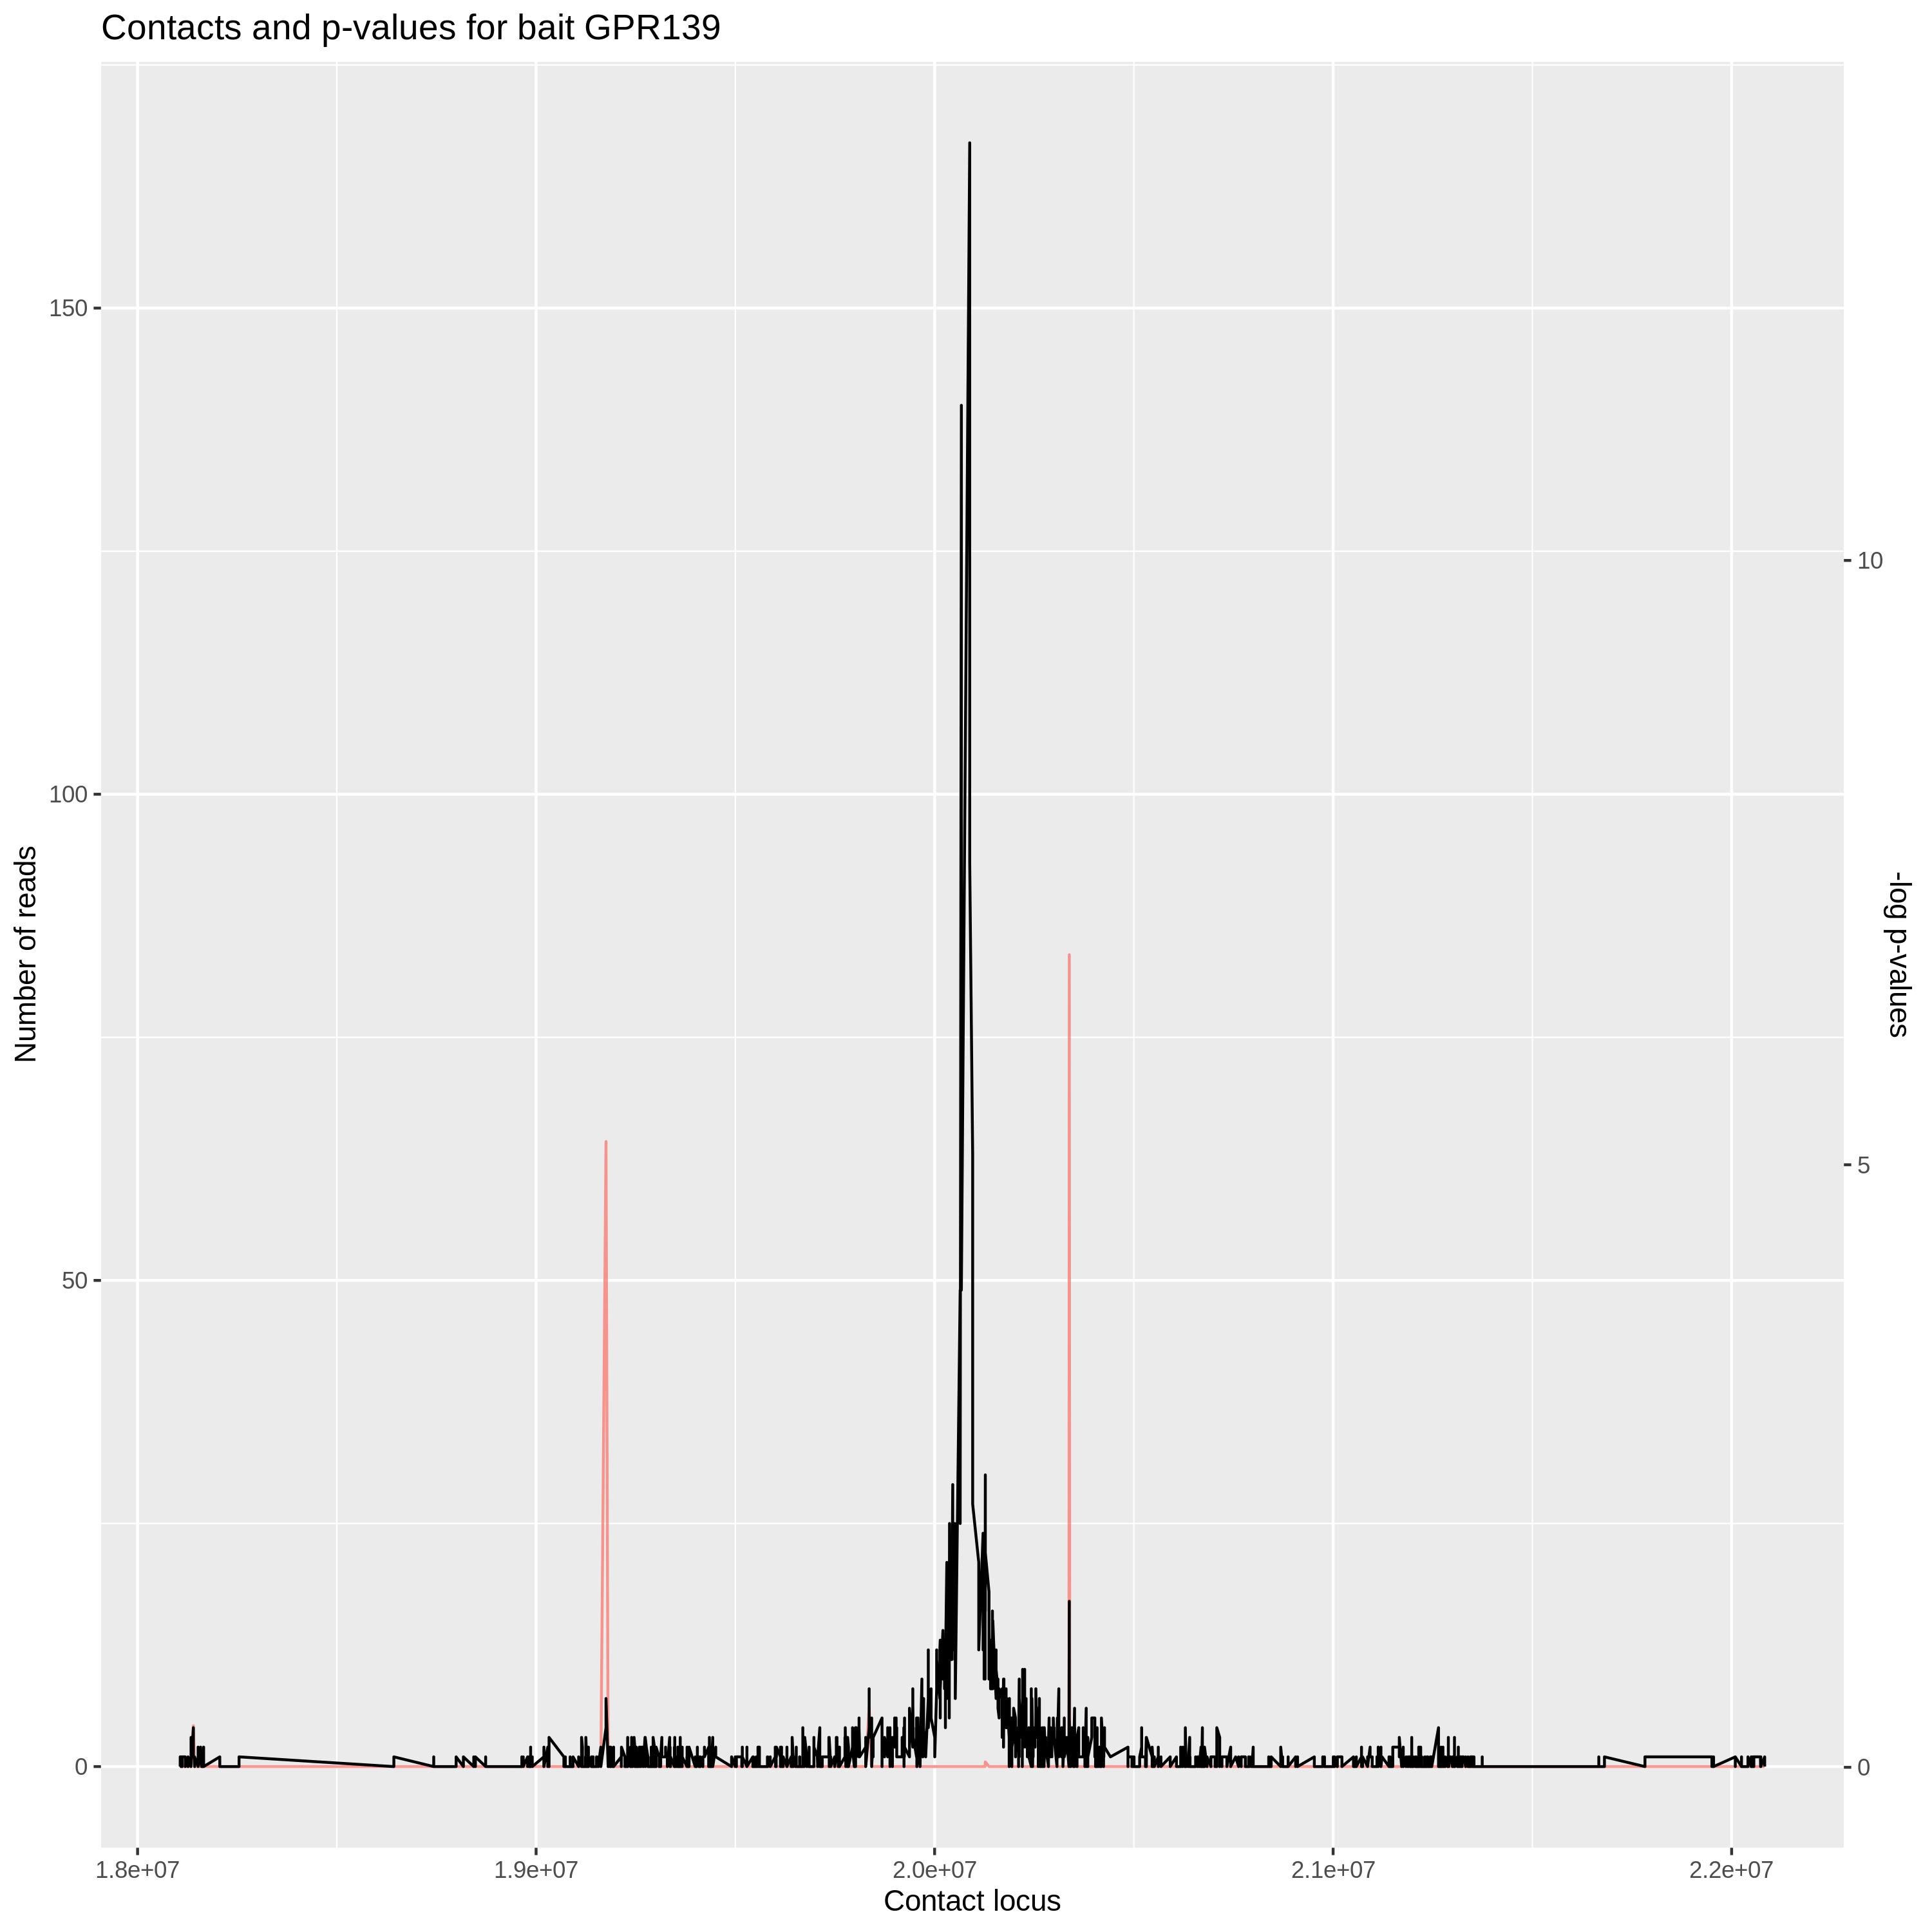 Contacts and p-values for bait GPR139
150
100
50
0
10
5
0
Number of reads
-log p-values
1.8e+07 1.9e+07 2.0e+07 2.1e+07 2.2e+07
Contact locus